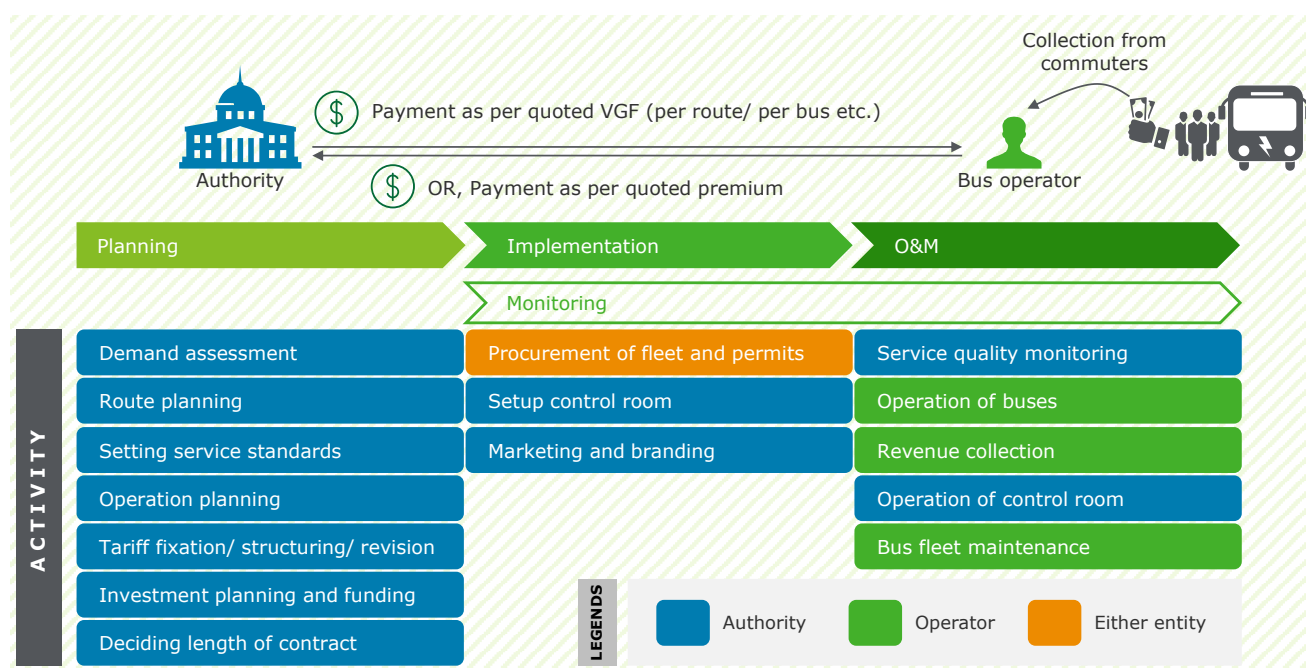 Collection from
commuters
$ Payment as per quoted VGF (per route/ per bus etc.)
Authority
Bus operator
$ OR, Payment as per quoted premium
Planning
Implementation
O&M
Monitoring
ACTIVITY
Demand assessment
Procurement of fleet and permits
Service quality monitoring
Route planning
Setup control room
Operation of buses
Setting service standards
Marketing and branding
Revenue collection
Operation planning
Operation of control room
Tariff fixation/ structuring/ revision
Bus fleet maintenance
Investment planning and funding
Deciding length of contract
LEGENDS
Authority
Operator
Either entity